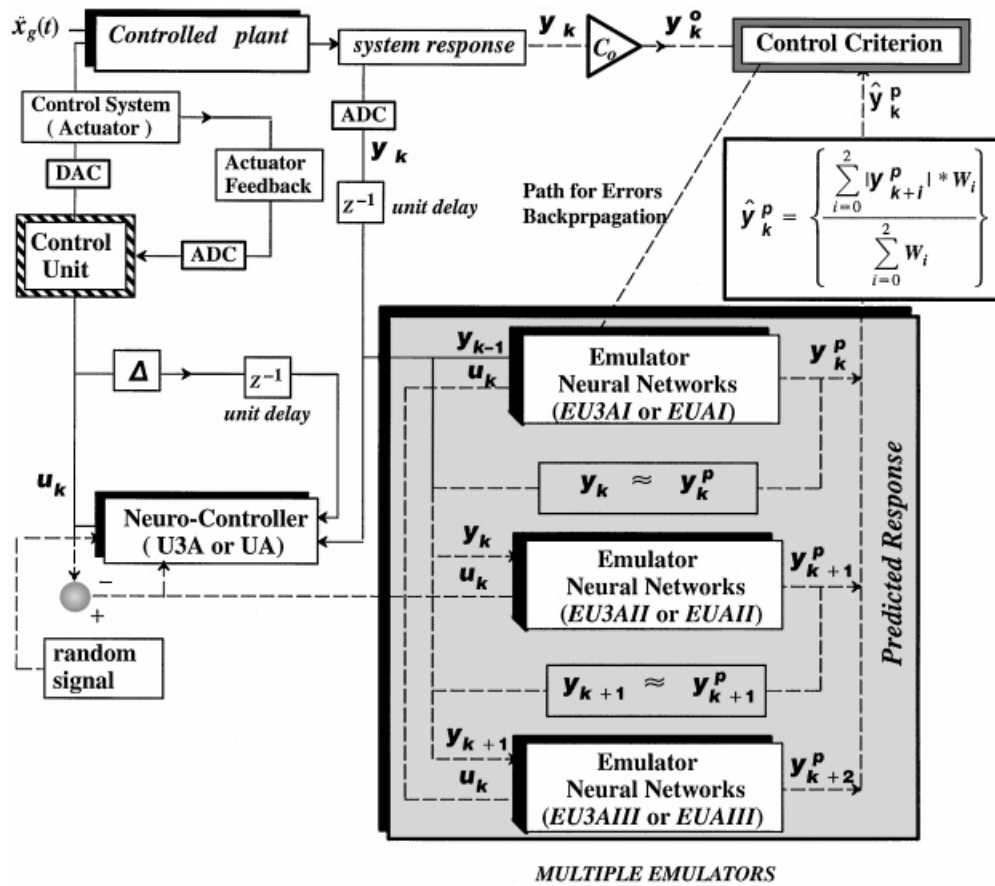 ẍg(t)
Controlled plant
system response
y k
Co
y k o
Control Criterion
Control System
( Actuator )
ADC
y k
ŷ k p
DAC
Actuator
Feedback
z⁻¹
unit delay
Path for Errors
Backprpagation
ŷ k p = { ∑ i=0 2 |y k+i p | * W i / ∑ i=0 2 W i }
Control
Unit
ADC
Δ
z⁻¹
unit delay
y k-1
u k
Emulator
Neural Networks
(EU3AI or EUAI)
y k p
y k ≈ y k p
u k
Neuro-Controller
( U3A or UA)
y k
u k
Emulator
Neural Networks
(EU3AII or EUAII)
y k+1 p
−
+
random
signal
y k+1 ≈ y k+1 p
y k+1
u k
Emulator
Neural Networks
(EU3AIII or EUAIII)
y k+2 p
Predicted Response
MULTIPLE EMULATORS